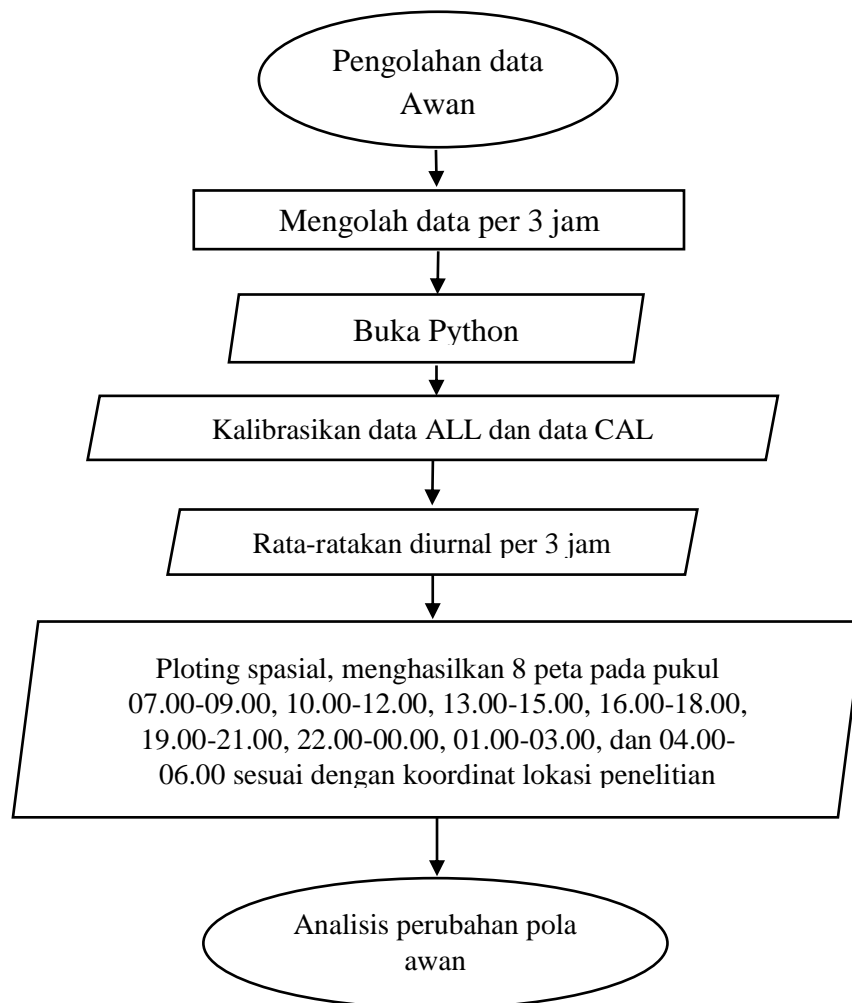 Pengolahan data
Awan
Mengolah data per 3 jam
Buka Python
Kalibrasikan data ALL dan data CAL
Rata-ratakan diurnal per 3 jam
Ploting spasial, menghasilkan 8 peta pada pukul
07.00-09.00, 10.00-12.00, 13.00-15.00, 16.00-18.00,
19.00-21.00, 22.00-00.00, 01.00-03.00, dan 04.00-
06.00 sesuai dengan koordinat lokasi penelitian
Analisis perubahan pola
awan